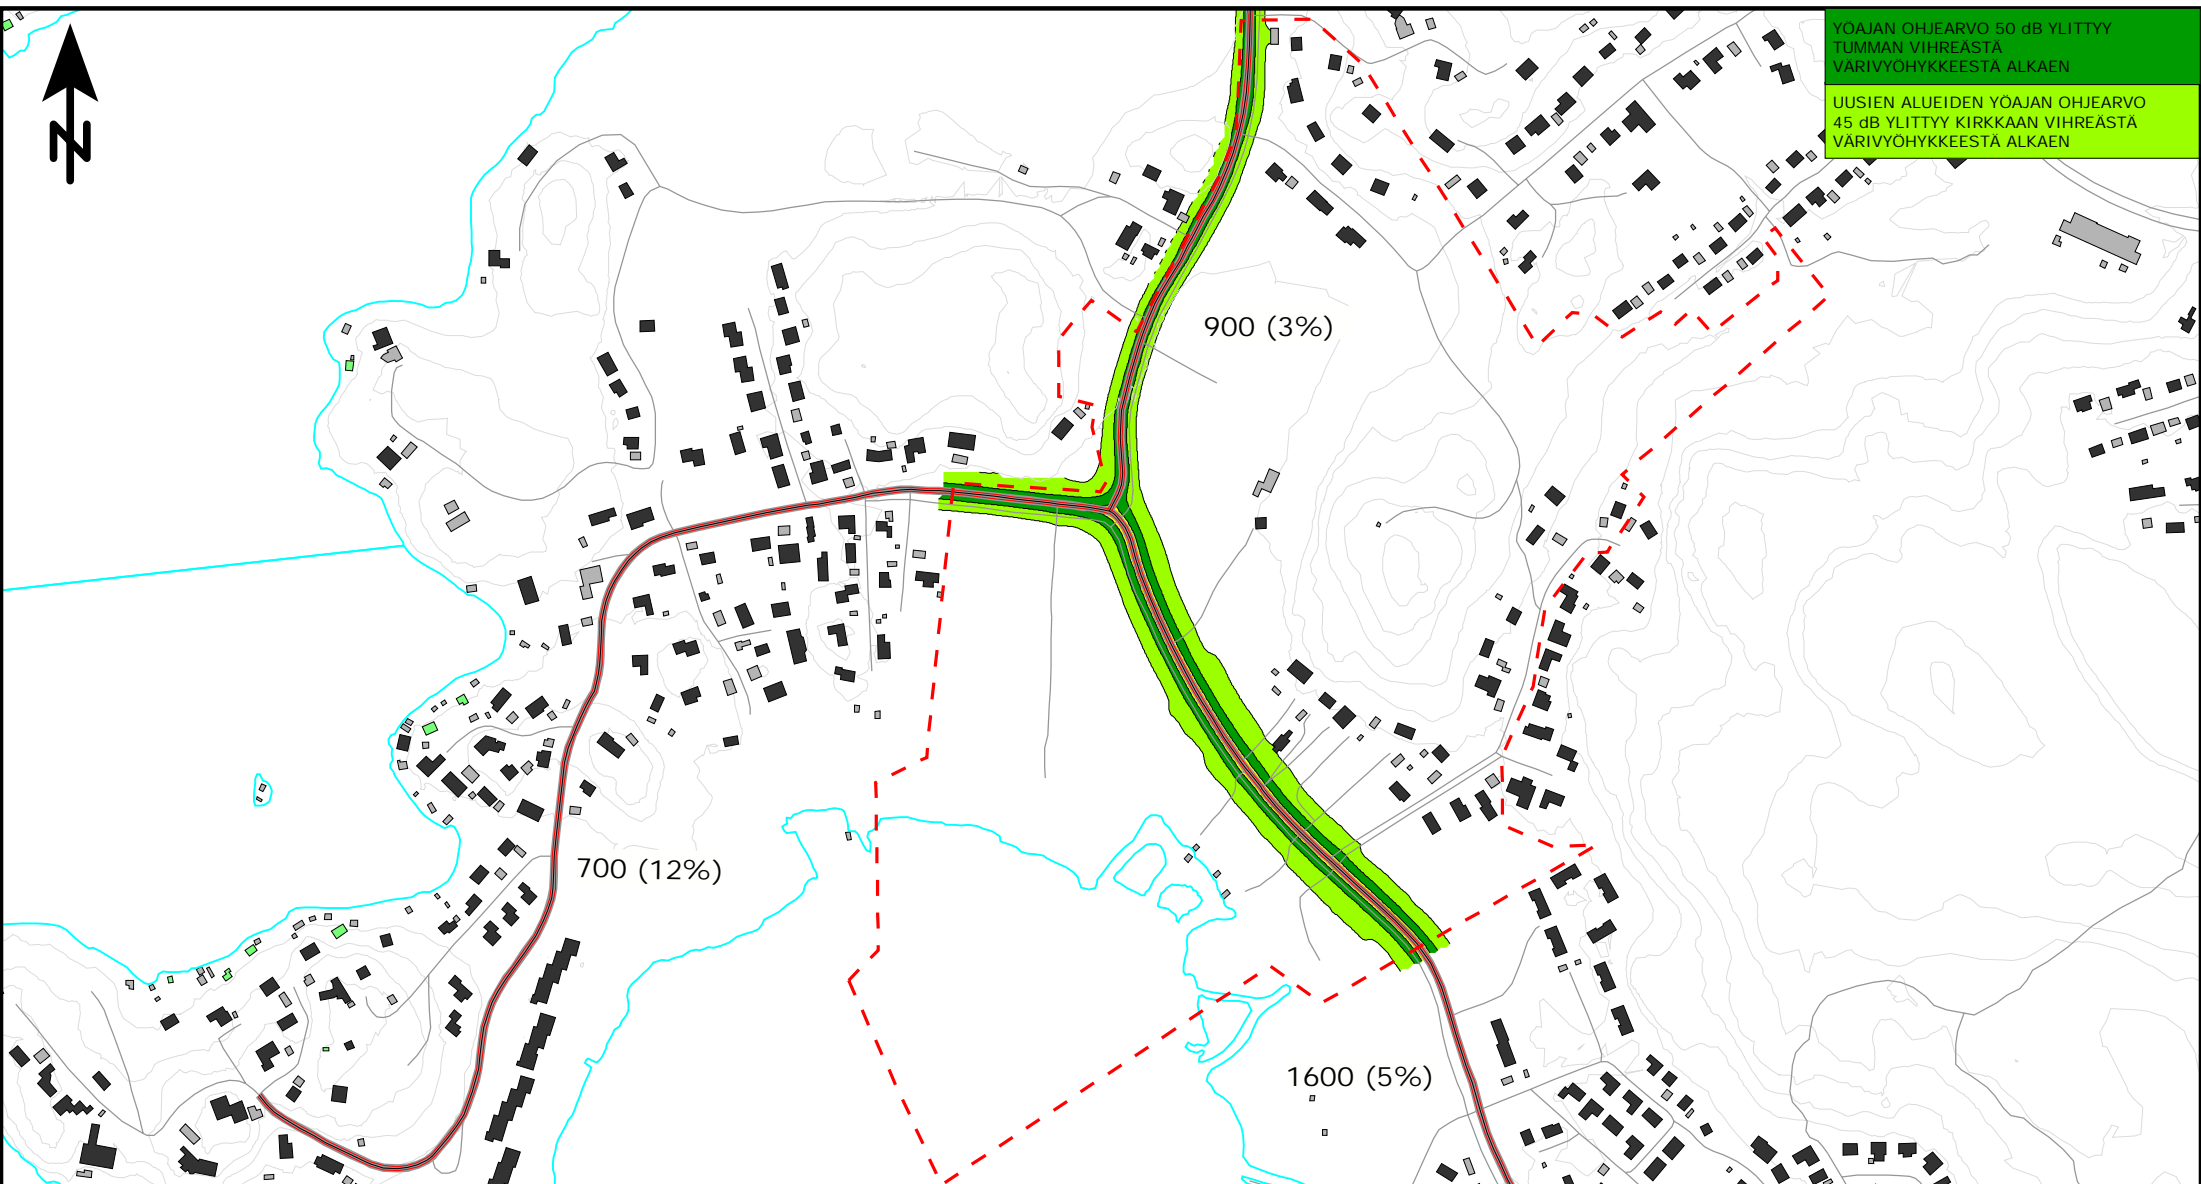 YÖAJAN OHJEARVO 50 dB YLITTYY
TUMMAN VIHREÄSTÄ
VÄRIVYÖHYKKEESTÄ ALKAEN
UUSIEN ALUEIDEN YÖAJAN OHJEARVO
45 dB YLITTYY KIRKKAAN VIHREÄSTÄ
VÄRIVYÖHYKKEESTÄ ALKAEN
N
900 (3%)
700 (12%)
1600 (5%)